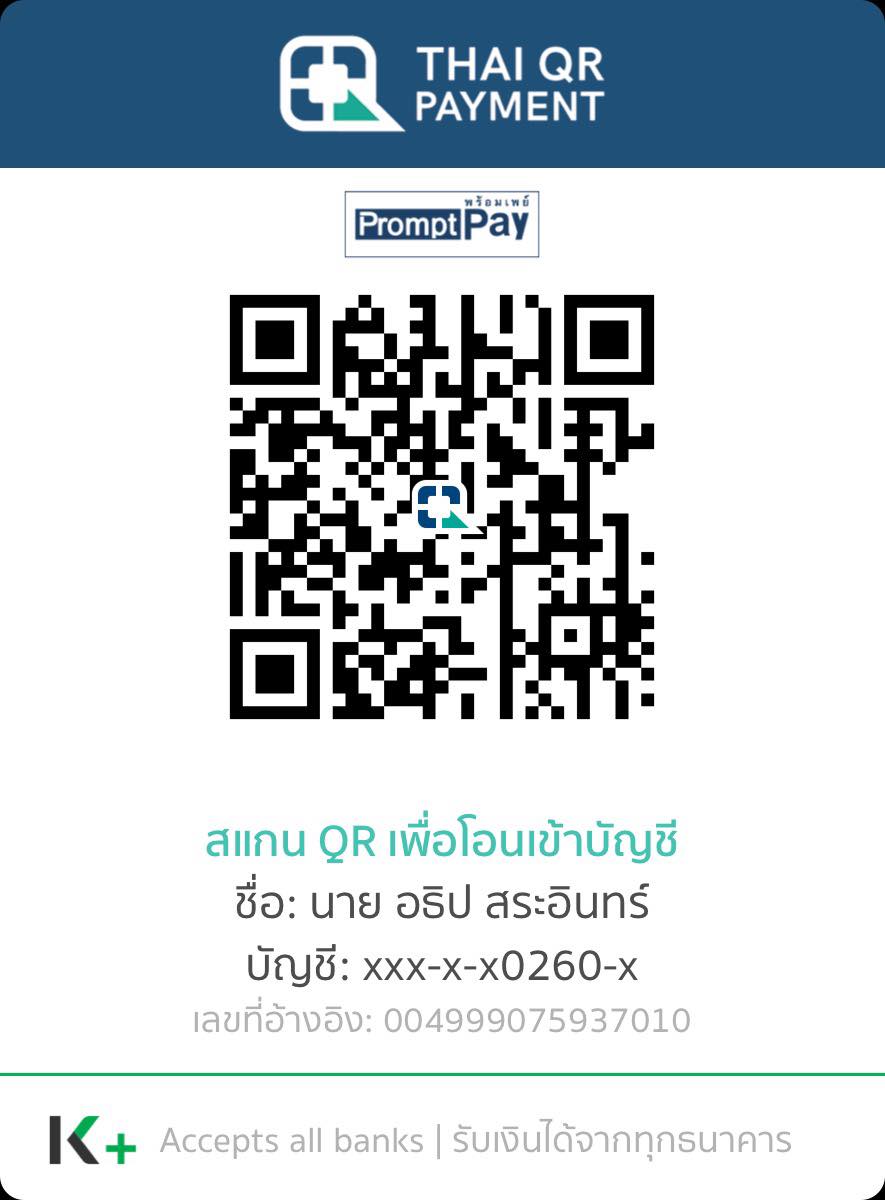 THAI QR
PAYMENT
พร้อมเพย์
PromptPay
สแกน QR เพื่อโอนเข้าบัญชี
ชื่อ: นาย อธิป สระอินทร์
บัญชี: xxx-x-x0260-x
เลขที่อ้างอิง: 004999075937010
K+ Accepts all banks | รับเงินได้จากทุกธนาคาร